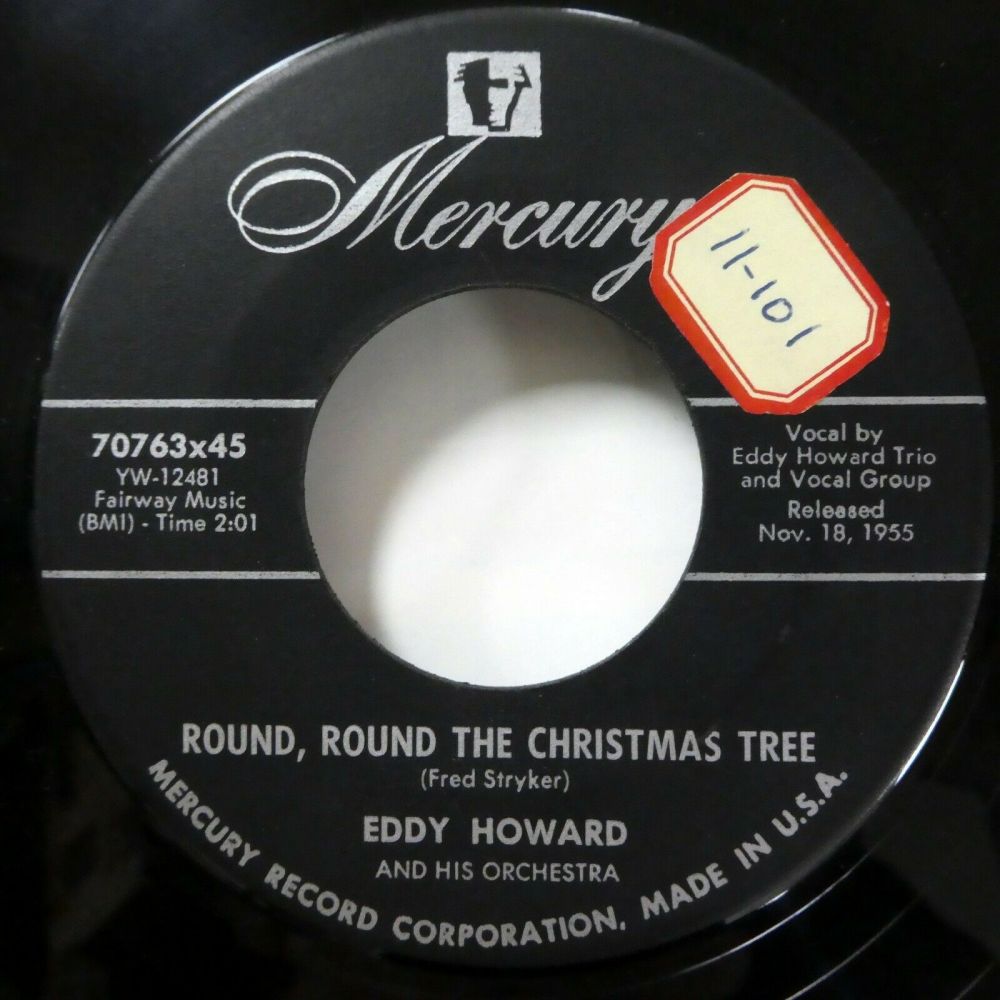 Mercury
11-101
70763x45
YW-12481
Fairway Music
(BMI) - Time 2:01
Vocal by
Eddy Howard Trio
and Vocal Group
Released
Nov. 18, 1955
ROUND, ROUND THE CHRISTMAS TREE
(Fred Stryker)
EDDY HOWARD
AND HIS ORCHESTRA
MERCURY RECORD CORPORATION. MADE IN U.S.A.